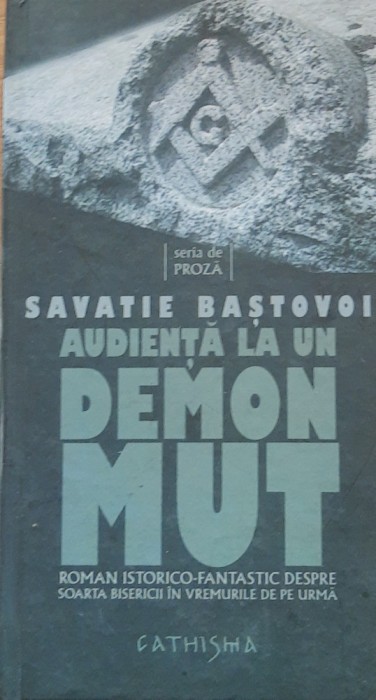 G
seria de
PROZĂ
SAVATIE BAȘTOVOI
AUDIENȚĂ LA UN
DEMON
MUT
ROMAN ISTORICO-FANTASTIC DESPRE
SOARTA BISERICII ÎN VREMURILE DE PE URMĂ
CATHISMA